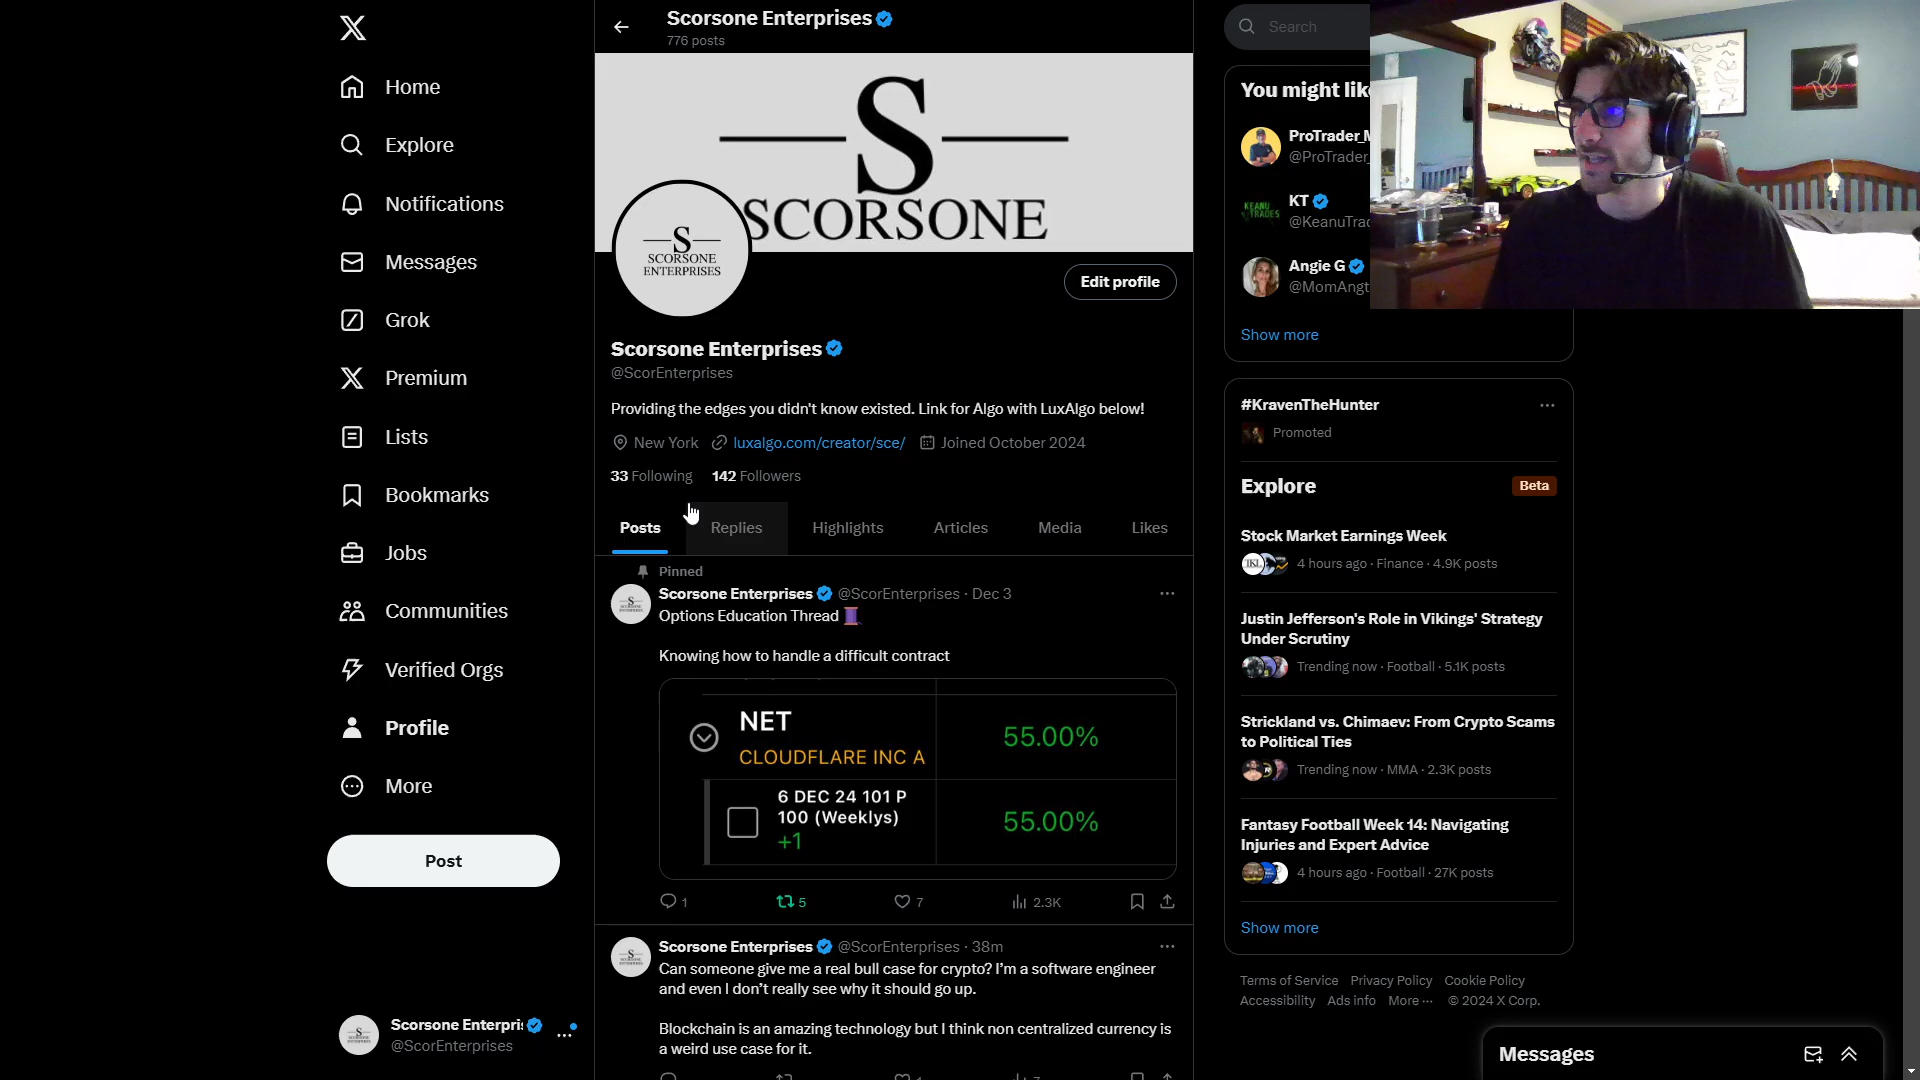 Home
Explore
Notifications
Messages
Grok
Premium
Lists
Bookmarks
Jobs
Communities
Verified Orgs
Profile
More
Post
Scorsone Enterpri
@ScorEnterprises
Scorsone Enterprises
776 posts
S
SCORSONE
S
SCORSONE
ENTERPRISES
Edit profile
Scorsone Enterprises
@ScorEnterprises
Providing the edges you didn't know existed. Link for Algo with LuxAlgo below!
New York luxalgo.com/creator/sce/ Joined October 2024
33 Following 142 Followers
Posts Replies Highlights Articles Media Likes
Pinned
Scorsone Enterprises @ScorEnterprises · Dec 3
Options Education Thread
Knowing how to handle a difficult contract
NET 55.00%
CLOUDFLARE INC A
6 DEC 24 101 P
100 (Weeklys) 55.00%
+1
1 5 7 2.3K
Scorsone Enterprises @ScorEnterprises · 38m
Can someone give me a real bull case for crypto? I'm a software engineer
and even I don't really see why it should go up.
Blockchain is an amazing technology but I think non centralized currency is
a weird use case for it.
Search
You might lik
ProTrader
@ProTrader_
KT
@KeanuTra
KEANU
TRADES
Angie G
@MomAngt
Show more
#KravenTheHunter
Promoted
Explore Beta
Stock Market Earnings Week
4 hours ago · Finance · 4.9K posts
Justin Jefferson's Role in Vikings' Strategy
Under Scrutiny
Trending now · Football · 5.1K posts
Strickland vs. Chimaev: From Crypto Scams
to Political Ties
Trending now · MMA · 2.3K posts
Fantasy Football Week 14: Navigating
Injuries and Expert Advice
4 hours ago · Football · 27K posts
Show more
Terms of Service Privacy Policy Cookie Policy
Accessibility Ads info More ··· © 2024 X Corp.
Messages